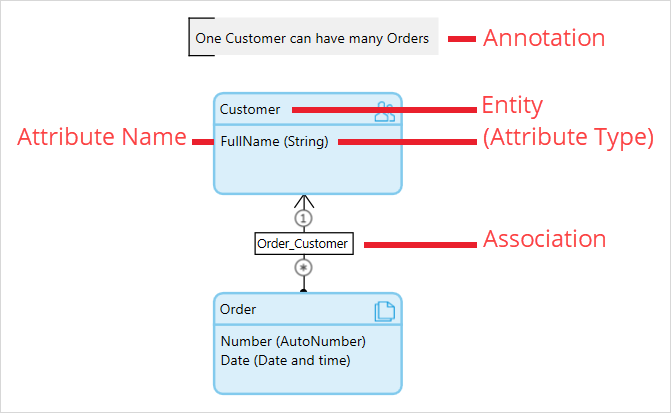 One Customer can have many Orders
Annotation
Customer
Entity
Attribute Name
FullName (String)
(Attribute Type)
1
Order_Customer
Association
*
Order
Number (AutoNumber)
Date (Date and time)